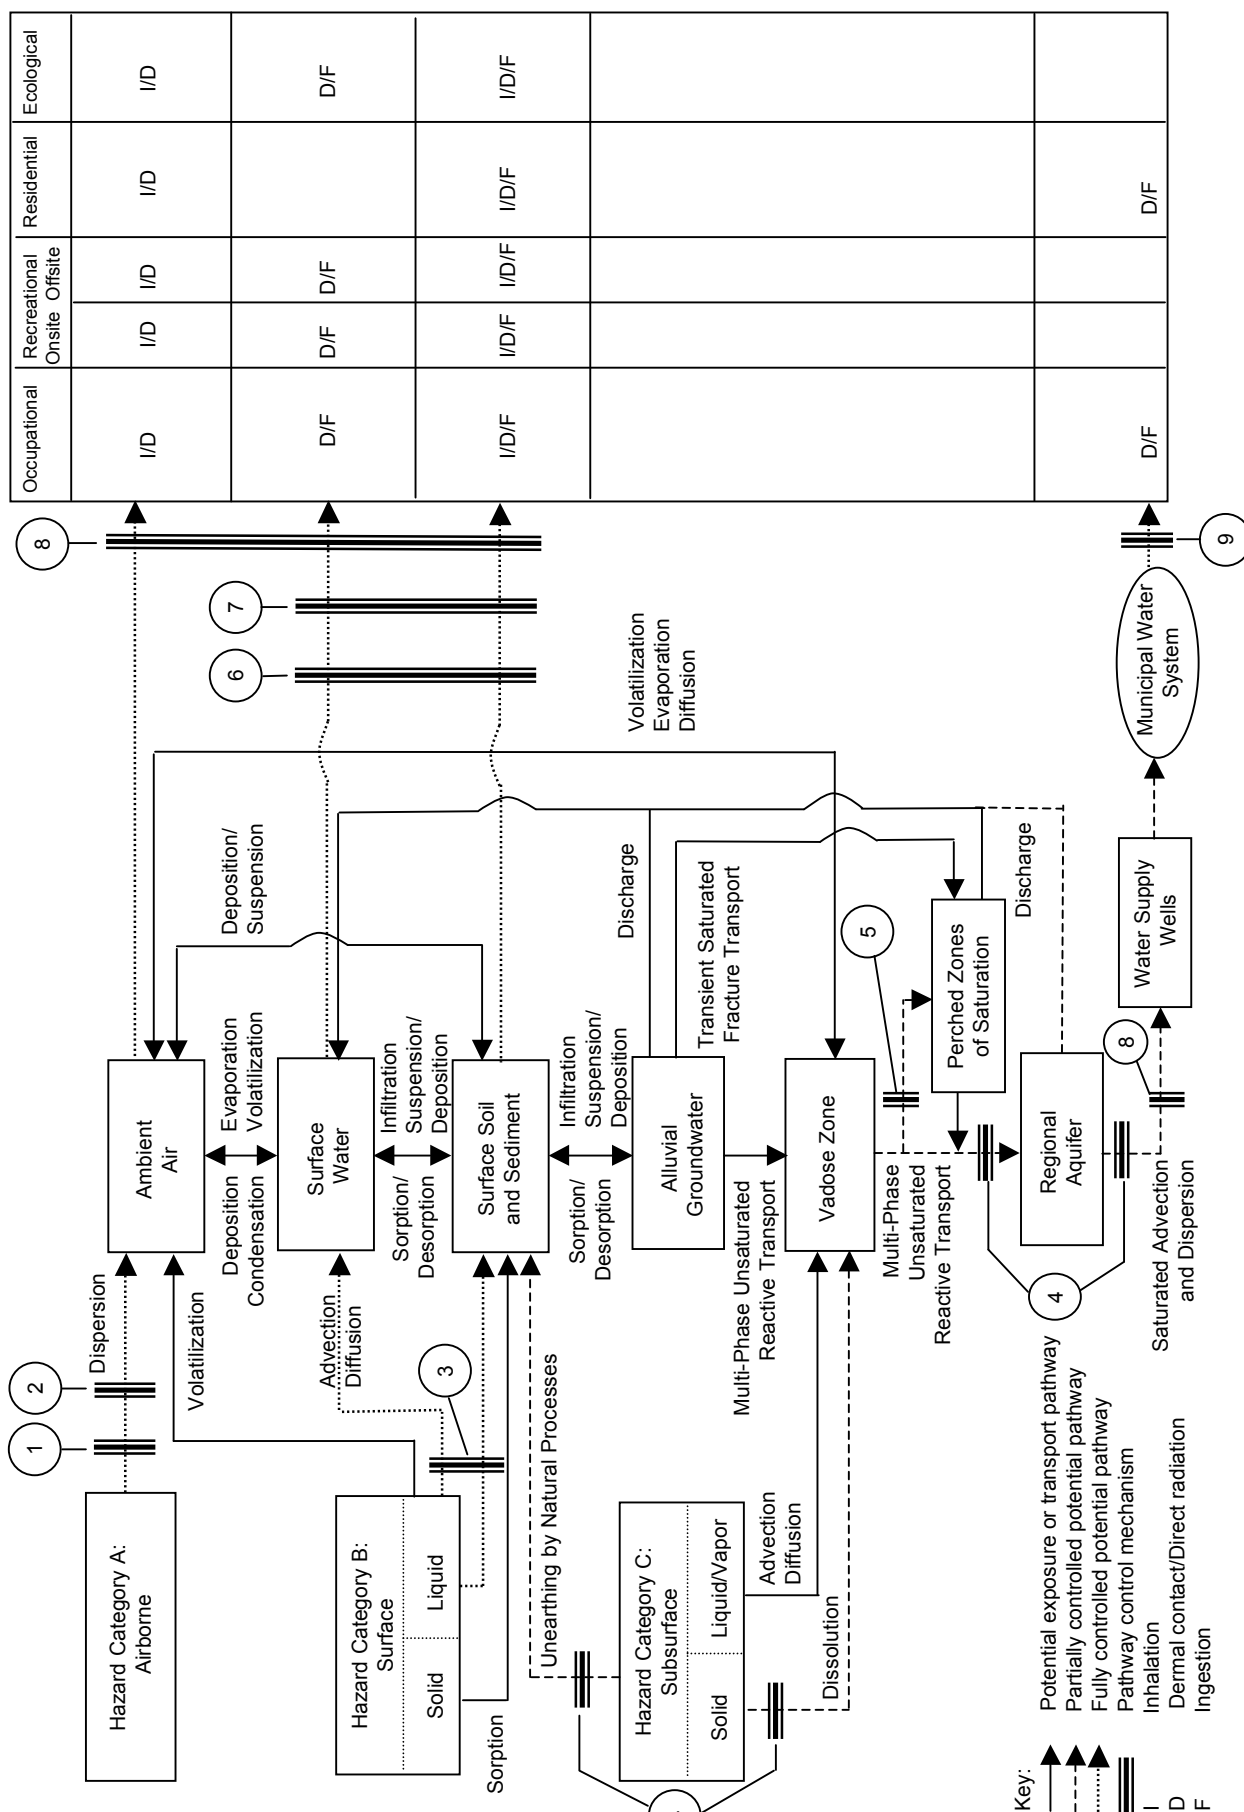 Hazard Category A:
Airborne
1
2
Dispersion
Volatilization
Hazard Category B:
Surface
Solid
Liquid
3
Advection
Diffusion
Sorption
Unearthing by Natural Processes
Hazard Category C:
Subsurface
Solid
Liquid/Vapor
Advection
Diffusion
Dissolution
Ambient
Air
Deposition
Condensation
Evaporation
Volatilization
Deposition/
Suspension
Surface
Water
Sorption/
Desorption
Infiltration
Suspension/
Deposition
Surface Soil
and Sediment
Sorption/
Desorption
Infiltration
Suspension/
Deposition
Alluvial
Groundwater
Discharge
Transient Saturated
Fracture Transport
Multi-Phase Unsaturated
Reactive Transport
Vadose Zone
Volatilization
Evaporation
Diffusion
Multi-Phase
Unsaturated
Reactive Transport
5
Perched Zones
of Saturation
Discharge
4
Regional
Aquifer
Saturated Advection
and Dispersion
8
Water Supply
Wells
Municipal Water
System
9
6
7
8
Occupational
Recreational
Onsite Offsite
Residential
Ecological
I/D
I/D
I/D
I/D
I/D
D/F
D/F
D/F
D/F
I/D/F
I/D/F
I/D/F
I/D/F
I/D/F
D/F
D/F
Key:
Potential exposure or transport pathway
Partially controlled potential pathway
Fully controlled potential pathway
Pathway control mechanism
I Inhalation
D Dermal contact/Direct radiation
F Ingestion